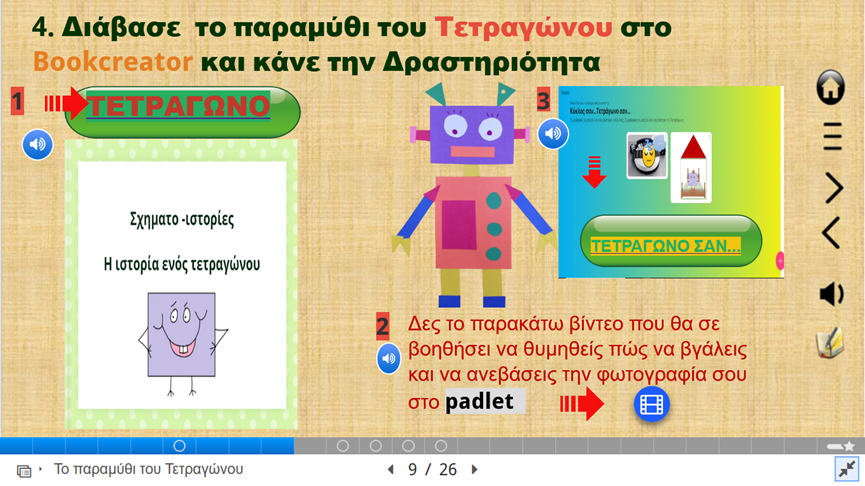 4. Διάβασε το παραμύθι του Τετραγώνου στο
Bookcreator και κάνε την Δραστηριότητα
1
ΤΕΤΡΑΓΩΝΟ
Σχηματο -ιστορίες
Η ιστορία ενός τετραγώνου
3
Κύκλος σαν...Τετράγωνο σαν...
ΤΕΤΡΑΓΩΝΟ ΣΑΝ...
2
Δες το παρακάτω βίντεο που θα σε
βοηθήσει να θυμηθείς πώς να βγάλεις
και να ανεβάσεις την φωτογραφία σου
στο padlet
Το παραμύθι του Τετραγώνου
9 / 26